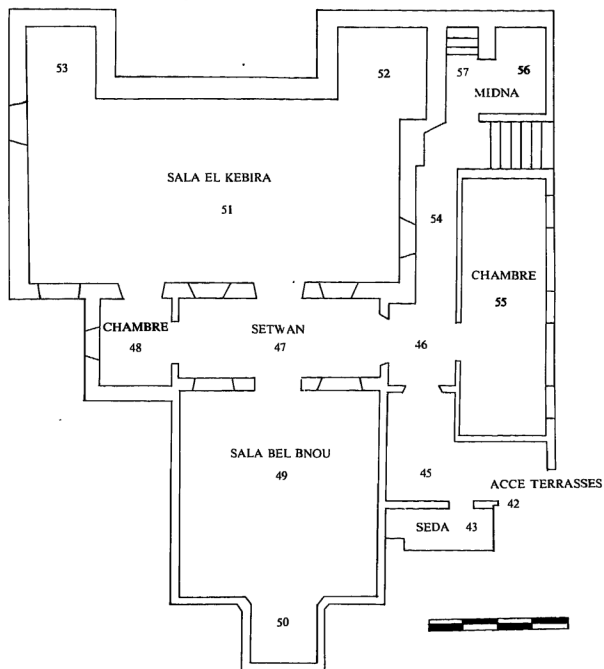 53
52
57
56
MIDNA
SALA EL KEBIRA
51
54
CHAMBRE
55
CHAMBRE
48
SETWAN
47
46
SALA BEL BNOU
49
45
ACCE TERRASSES
42
SEDA 43
50